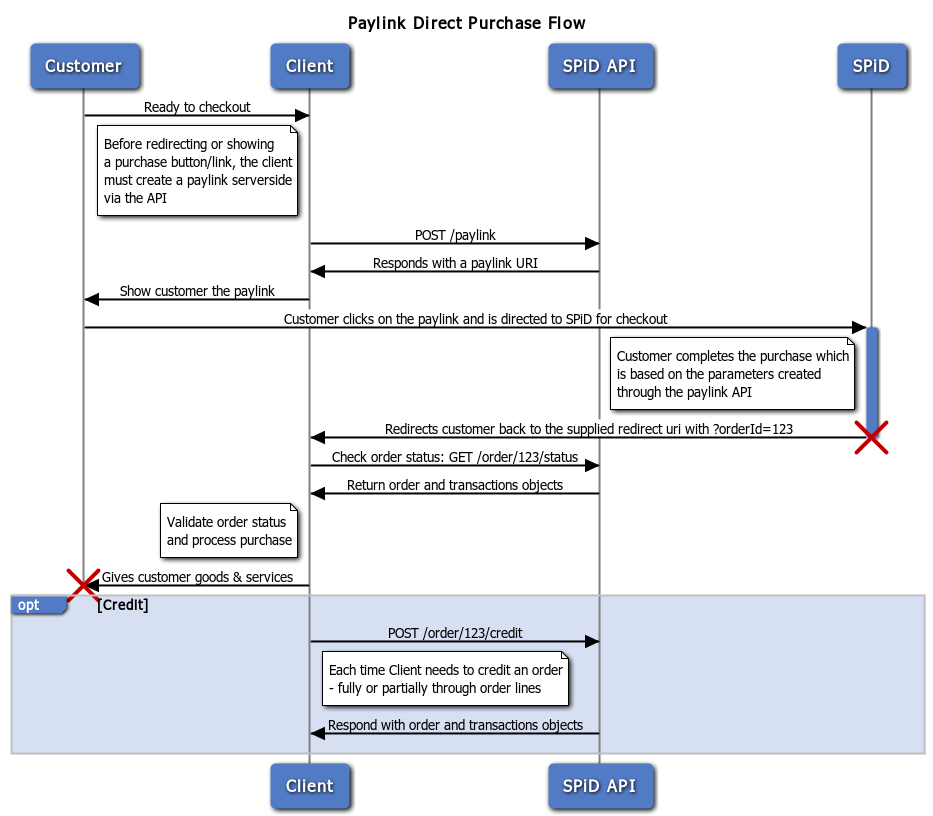 Paylink Direct Purchase Flow
Customer
Client
SPiD API
SPiD
Ready to checkout
Before redirecting or showing
a purchase button/link, the client
must create a paylink serverside
via the API
POST /paylink
Responds with a paylink URI
Show customer the paylink
Customer clicks on the paylink and is directed to SPiD for checkout
Customer completes the purchase which
is based on the parameters created
through the paylink API
Redirects customer back to the supplied redirect uri with ?orderId=123
Check order status: GET /order/123/status
Return order and transactions objects
Validate order status
and process purchase
Gives customer goods & services
opt
[Credit]
POST /order/123/credit
Each time Client needs to credit an order
- fully or partially through order lines
Respond with order and transactions objects
Client
SPiD API